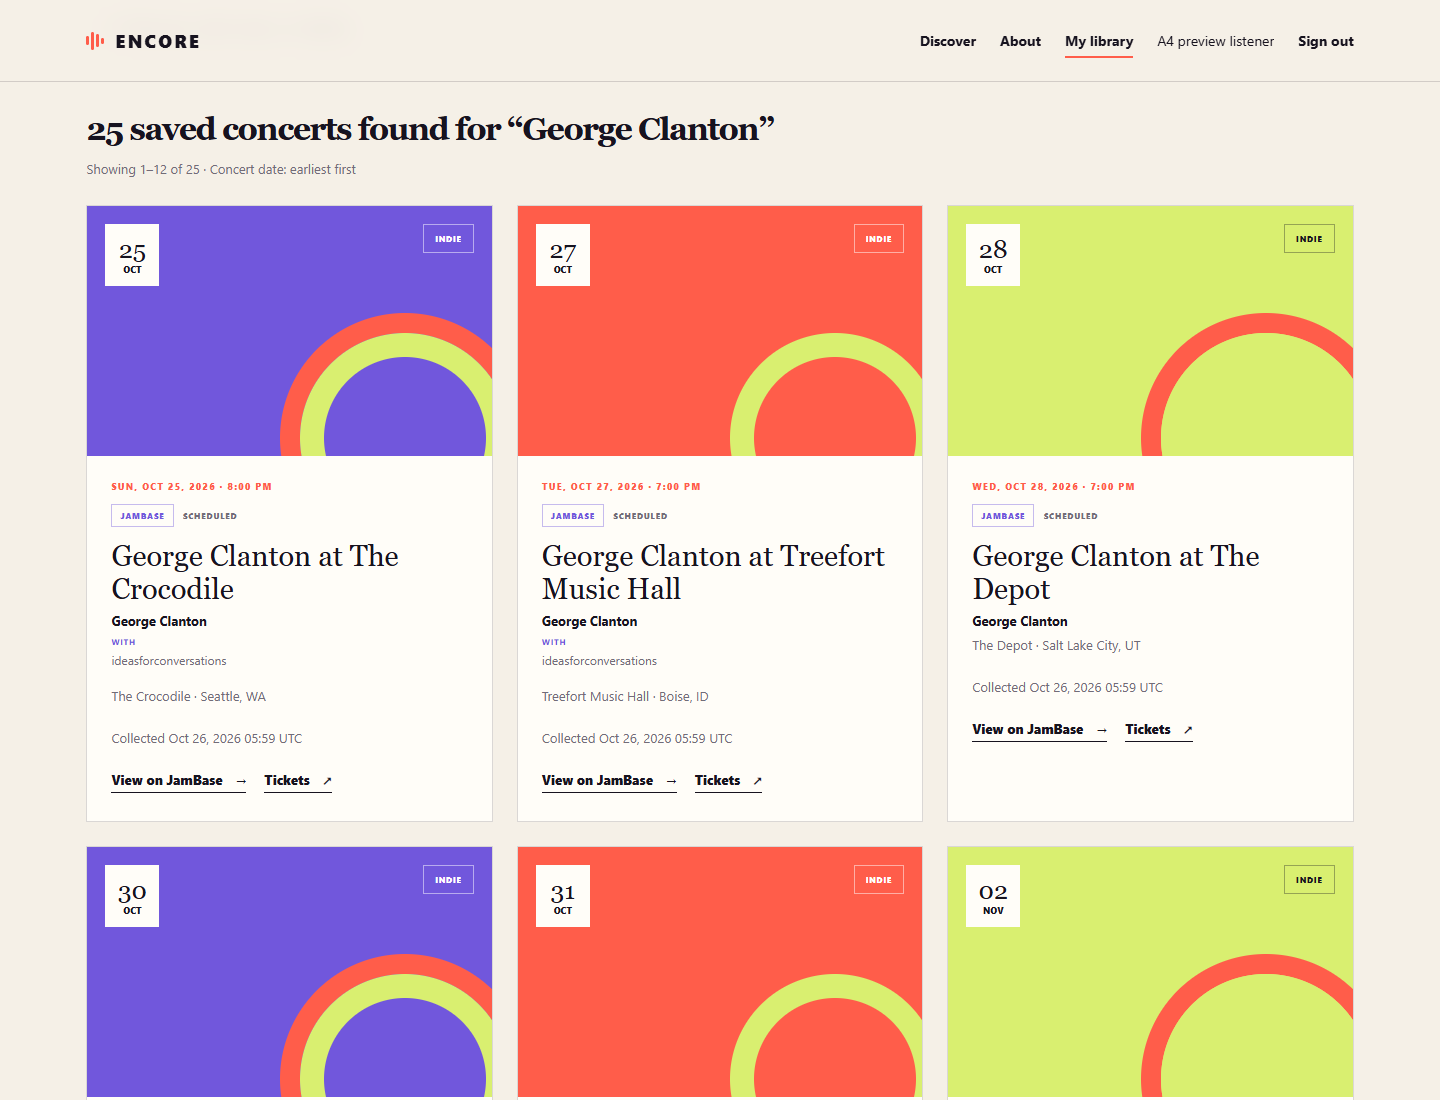 ENCORE
Discover About My library A4 preview listener Sign out
25 saved concerts found for “George Clanton”
Showing 1–12 of 25 · Concert date: earliest first
25
OCT
INDIE
SUN, OCT 25, 2026 · 8:00 PM
JAMBASE SCHEDULED
George Clanton at The
Crocodile
George Clanton
WITH
ideasforconversations
The Crocodile · Seattle, WA
Collected Oct 26, 2026 05:59 UTC
View on JamBase → Tickets ↗
27
OCT
INDIE
TUE, OCT 27, 2026 · 7:00 PM
JAMBASE SCHEDULED
George Clanton at Treefort
Music Hall
George Clanton
WITH
ideasforconversations
Treefort Music Hall · Boise, ID
Collected Oct 26, 2026 05:59 UTC
View on JamBase → Tickets ↗
28
OCT
INDIE
WED, OCT 28, 2026 · 7:00 PM
JAMBASE SCHEDULED
George Clanton at The
Depot
George Clanton
The Depot · Salt Lake City, UT
Collected Oct 26, 2026 05:59 UTC
View on JamBase → Tickets ↗
30
OCT
INDIE
31
OCT
INDIE
02
NOV
INDIE